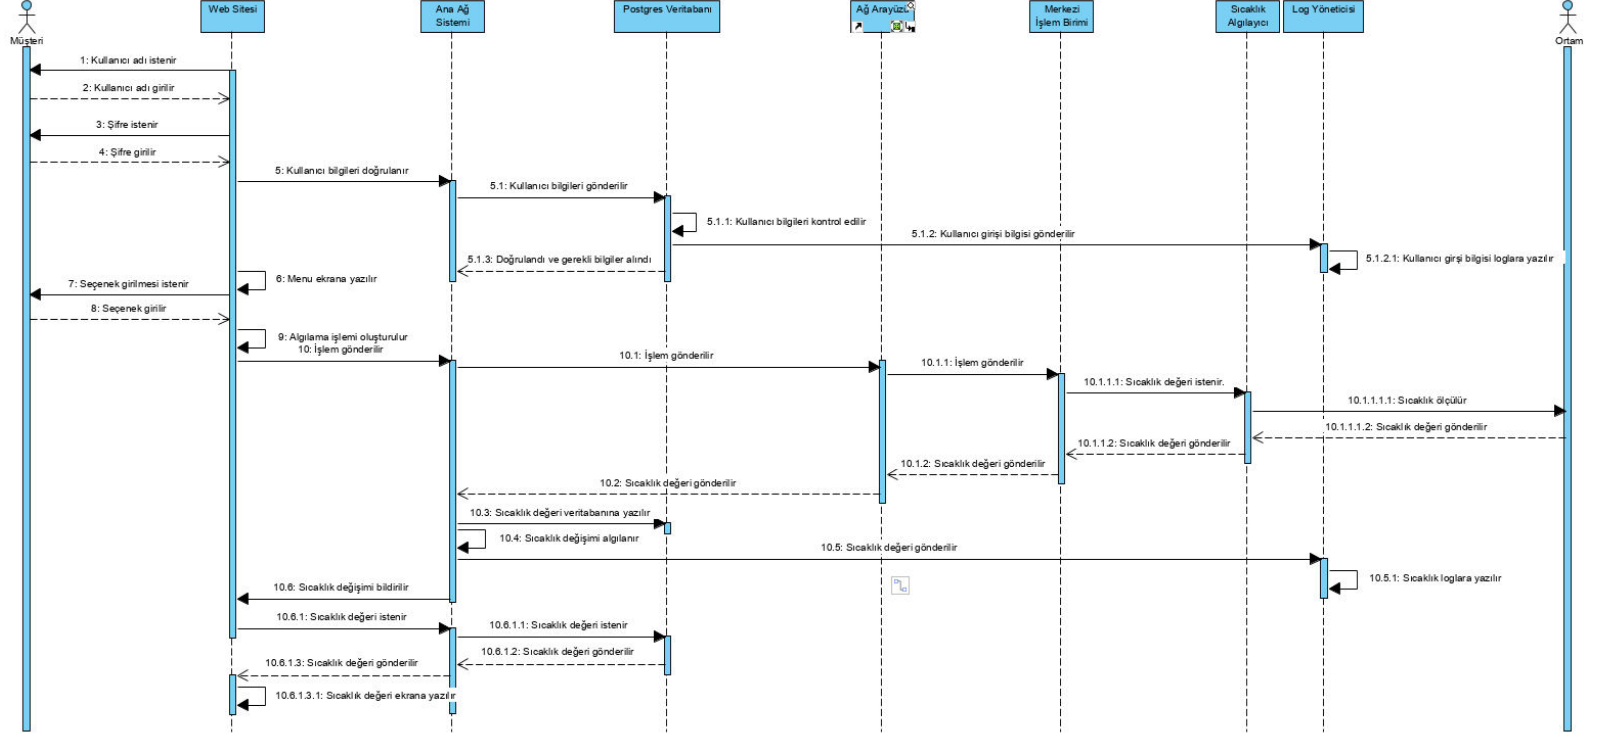 Web Sitesi
Ana Ağ
Sistemi
Postgres Veritabanı
Ağ Arayüzü
Merkezi
İşlem Birimi
Sıcaklık
Algılayıcı
Log Yöneticisi
Müşteri
Ortam
1: Kullanıcı adı istenir
2: Kullanıcı adı girilir
3: Şifre istenir
4: Şifre girilir
5: Kullanıcı bilgileri doğrulanır
5.1: Kullanıcı bilgileri gönderilir
5.1.1: Kullanıcı bilgileri kontrol edilir
5.1.2: Kullanıcı girişi bilgisi gönderilir
5.1.2.1: Kullanıcı girşi bilgisi loglara yazılır
5.1.3: Doğrulandı ve gerekli bilgiler alındı
6: Menu ekrana yazılır
7: Seçenek girilmesi istenir
8: Seçenek girilir
9: Algılama işlemi oluşturulur
10: İşlem gönderilir
10.1: İşlem gönderilir
10.1.1: İşlem gönderilir
10.1.1.1: Sıcaklık değeri istenir.
10.1.1.1.1: Sıcaklık ölçülür
10.1.1.1.2: Sıcaklık değeri gönderilir
10.1.1.2: Sıcaklık değeri gönderilir
10.1.2: Sıcaklık değeri gönderilir
10.2: Sıcaklık değeri gönderilir
10.3: Sıcaklık değeri veritabanına yazılır
10.4: Sıcaklık değişimi algılanır
10.5: Sıcaklık değeri gönderilir
10.5.1: Sıcaklık loglara yazılır
10.6: Sıcaklık değişimi bildirilir
10.6.1: Sıcaklık değeri istenir
10.6.1.1: Sıcaklık değeri istenir
10.6.1.2: Sıcaklık değeri gönderilir
10.6.1.3: Sıcaklık değeri gönderilir
10.6.1.3.1: Sıcaklık değeri ekrana yazılır